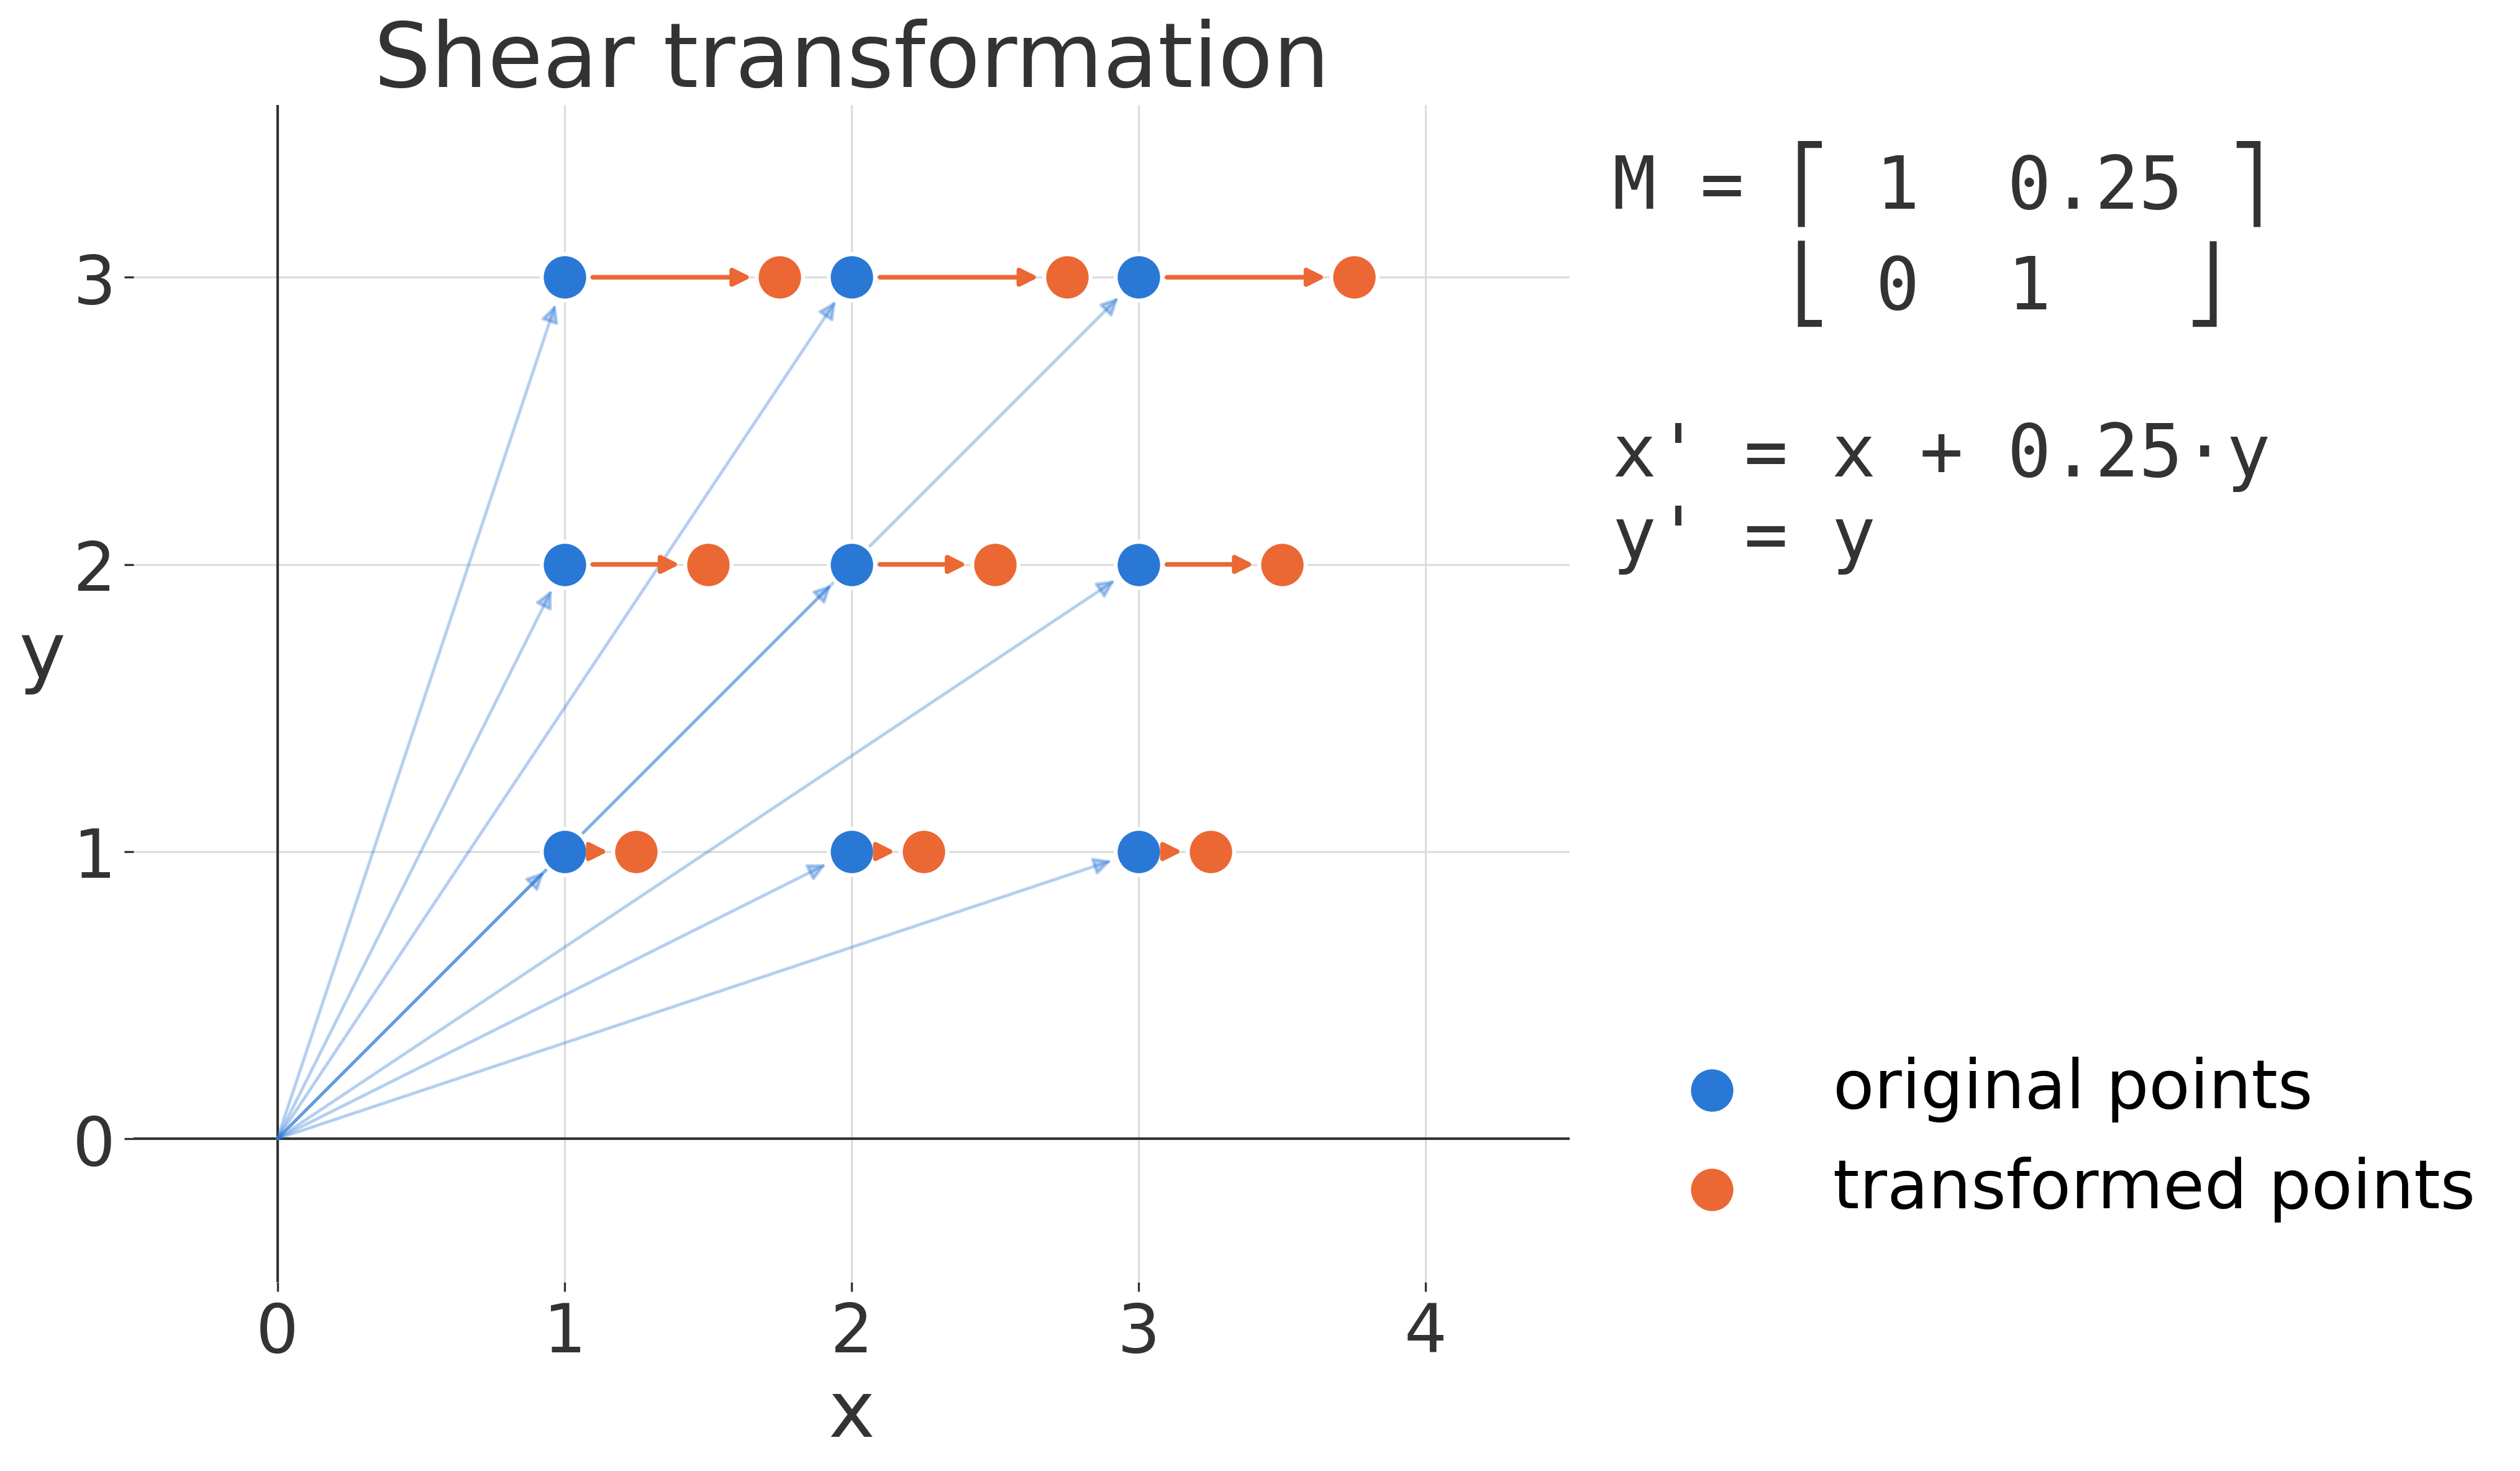 Shear transformation
M = ⎡ 1 0.25 ⎤
⎣ 0 1 ⎦
x' = x + 0.25·y
y' = y
3
2
y
1
0
original points
transformed points
0 1 2 3 4
x